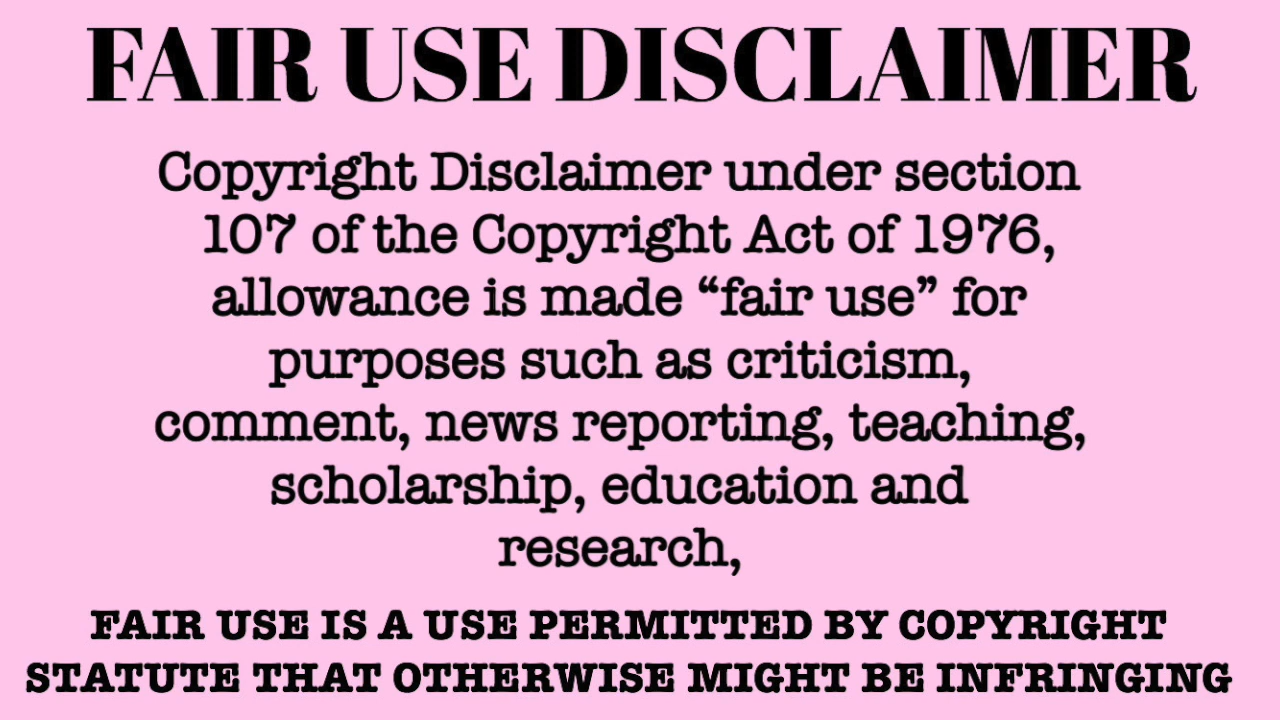 FAIR USE DISCLAIMER
Copyright Disclaimer under section
107 of the Copyright Act of 1976,
allowance is made “fair use” for
purposes such as criticism,
comment, news reporting, teaching,
scholarship, education and
research,
FAIR USE IS A USE PERMITTED BY COPYRIGHT
STATUTE THAT OTHERWISE MIGHT BE INFRINGING